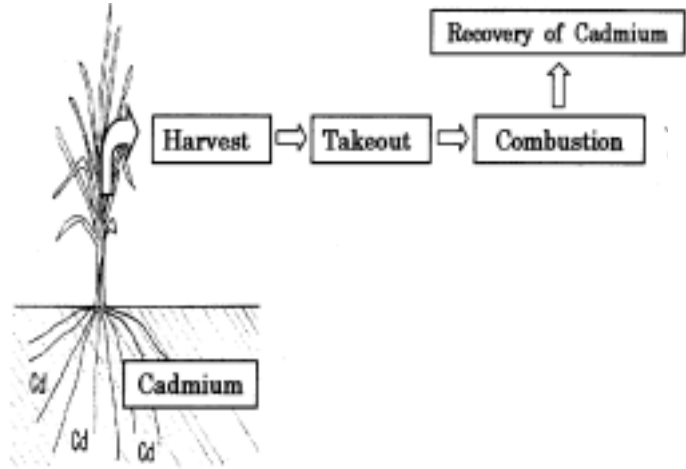 Recovery of Cadmium
Harvest
Takeout
Combustion
Cadmium
Cd
Cd
Cd